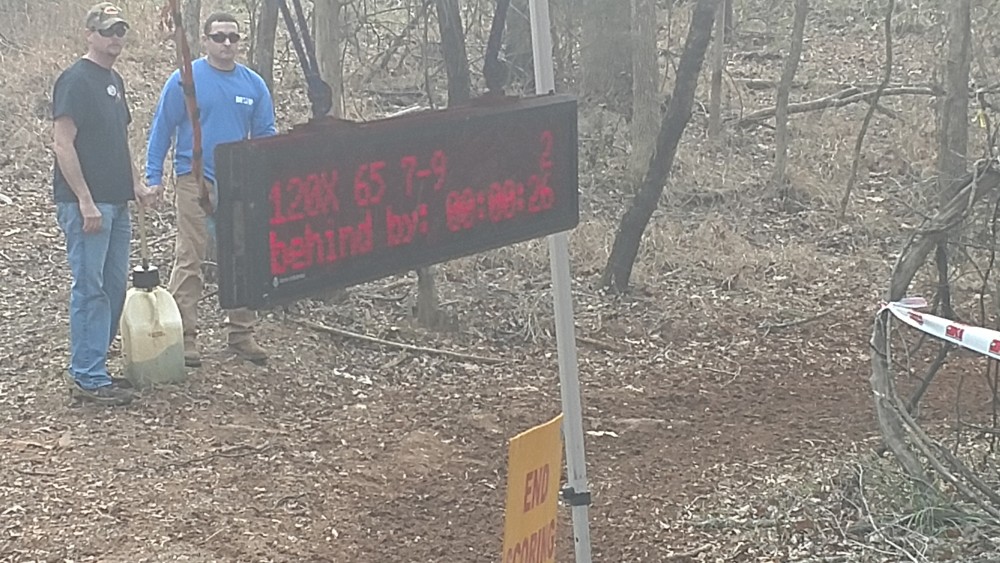 120X 65 7-9 2
behind by: 00:00:26
END
SCORING